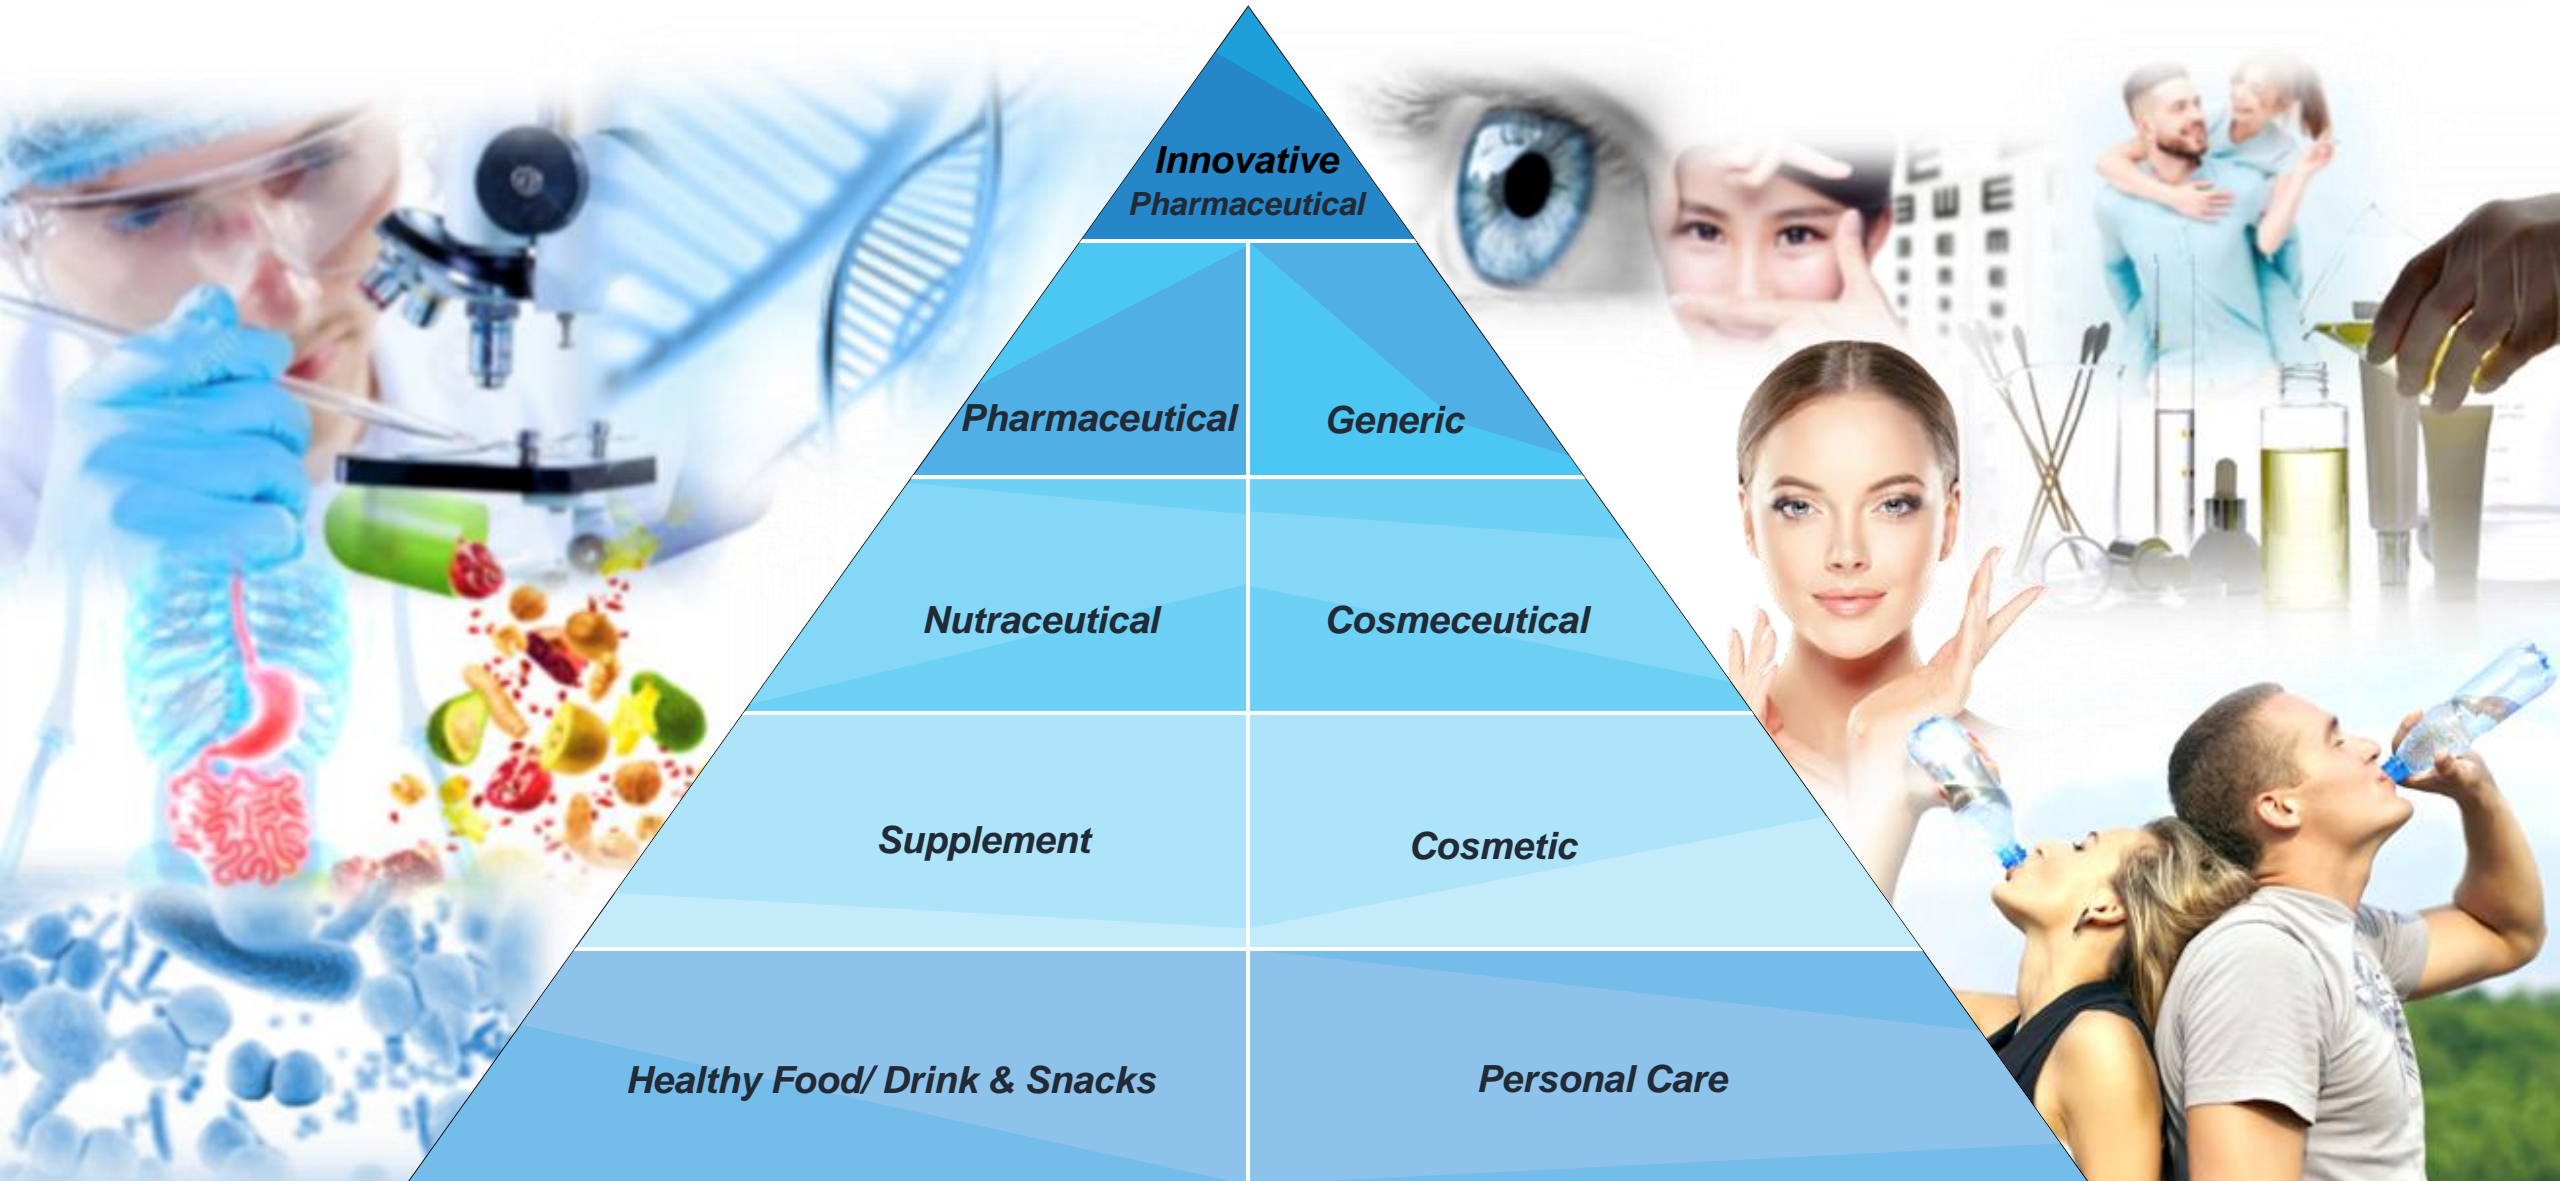 Innovative
Pharmaceutical
Pharmaceutical
Generic
Nutraceutical
Cosmeceutical
Supplement
Cosmetic
Healthy Food/ Drink & Snacks
Personal Care